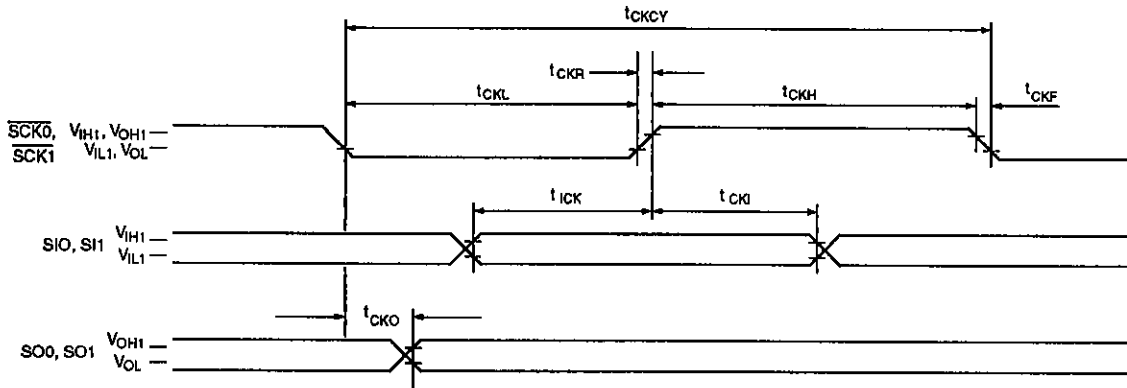 tCKCY
tCKR
tCKL
tCKH
tCKF
SCK0, VIH1, VOH1
SCK1 VIL1, VOL
tICK
tCKI
SIO, SI1 VIH1
VIL1
tCKO
SO0, SO1 VOH1
VOL